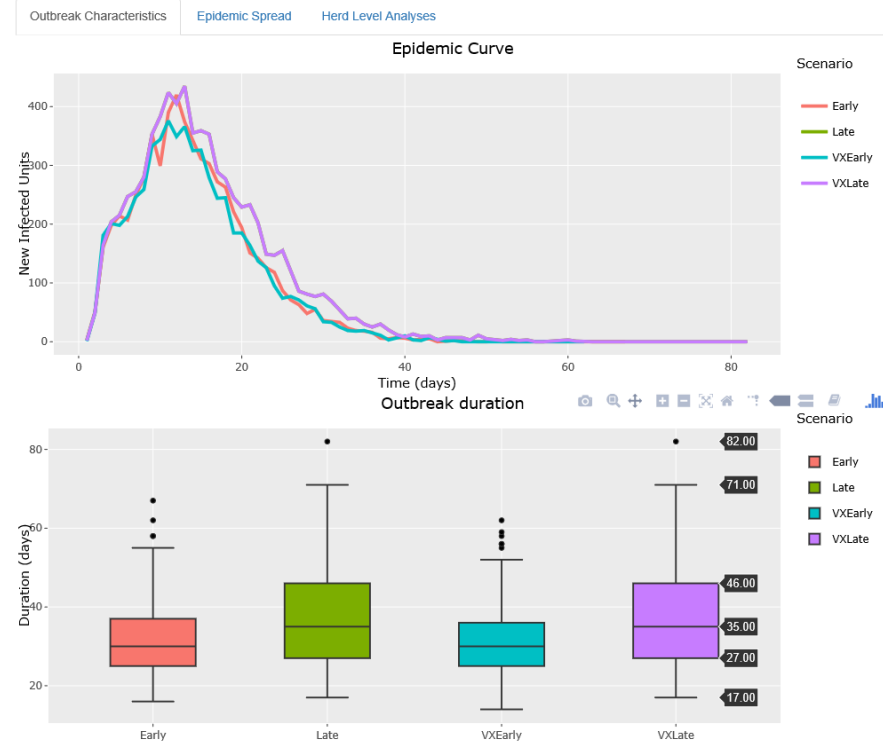 Outbreak Characteristics Epidemic Spread Herd Level Analyses
Epidemic Curve
Scenario
Early
Late
VXEarly
VXLate
New Infected Units
400
300
200
100
0
0 20 40 60 80
Time (days)
Outbreak duration
Scenario
Early
Late
VXEarly
VXLate
Duration (days)
80
60
40
20
82.00
71.00
46.00
35.00
27.00
17.00
Early Late VXEarly VXLate